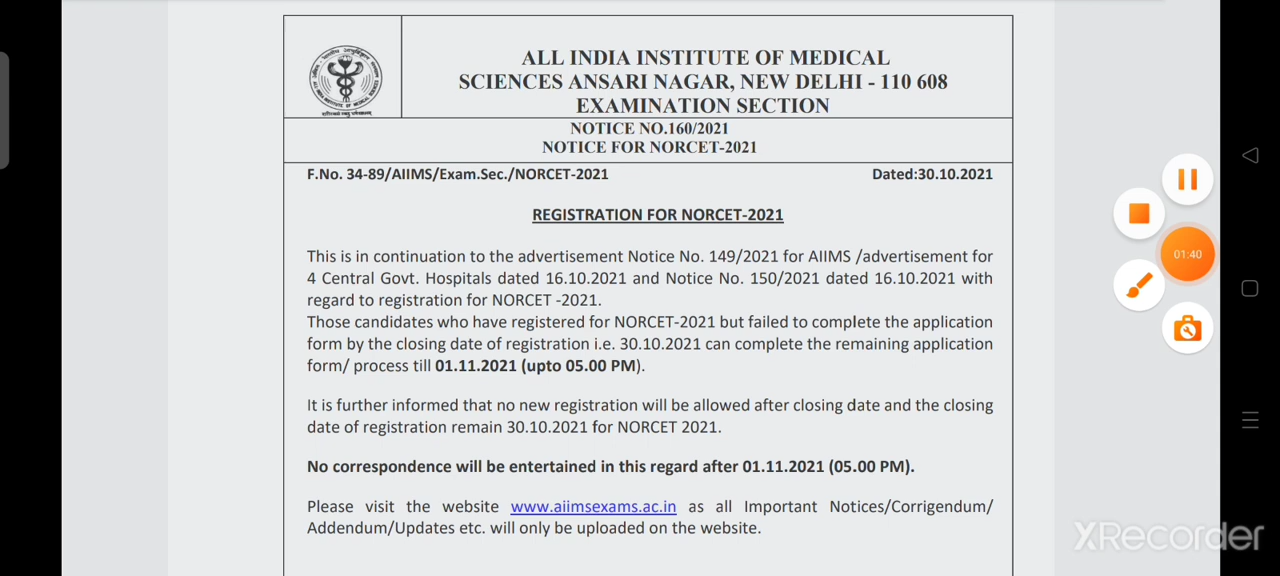 ALL INDIA INSTITUTE OF MEDICAL
SCIENCES ANSARI NAGAR, NEW DELHI - 110 608
EXAMINATION SECTION
NOTICE NO.160/2021
NOTICE FOR NORCET-2021
F.No. 34-89/AIIMS/Exam.Sec./NORCET-2021 Dated:30.10.2021
REGISTRATION FOR NORCET-2021
This is in continuation to the advertisement Notice No. 149/2021 for AIIMS /advertisement for
4 Central Govt. Hospitals dated 16.10.2021 and Notice No. 150/2021 dated 16.10.2021 with
regard to registration for NORCET -2021.
Those candidates who have registered for NORCET-2021 but failed to complete the application
form by the closing date of registration i.e. 30.10.2021 can complete the remaining application
form/ process till 01.11.2021 (upto 05.00 PM).
It is further informed that no new registration will be allowed after closing date and the closing
date of registration remain 30.10.2021 for NORCET 2021.
No correspondence will be entertained in this regard after 01.11.2021 (05.00 PM).
Please visit the website www.aiimsexams.ac.in as all Important Notices/Corrigendum/
Addendum/Updates etc. will only be uploaded on the website.
01:40
XRecorder